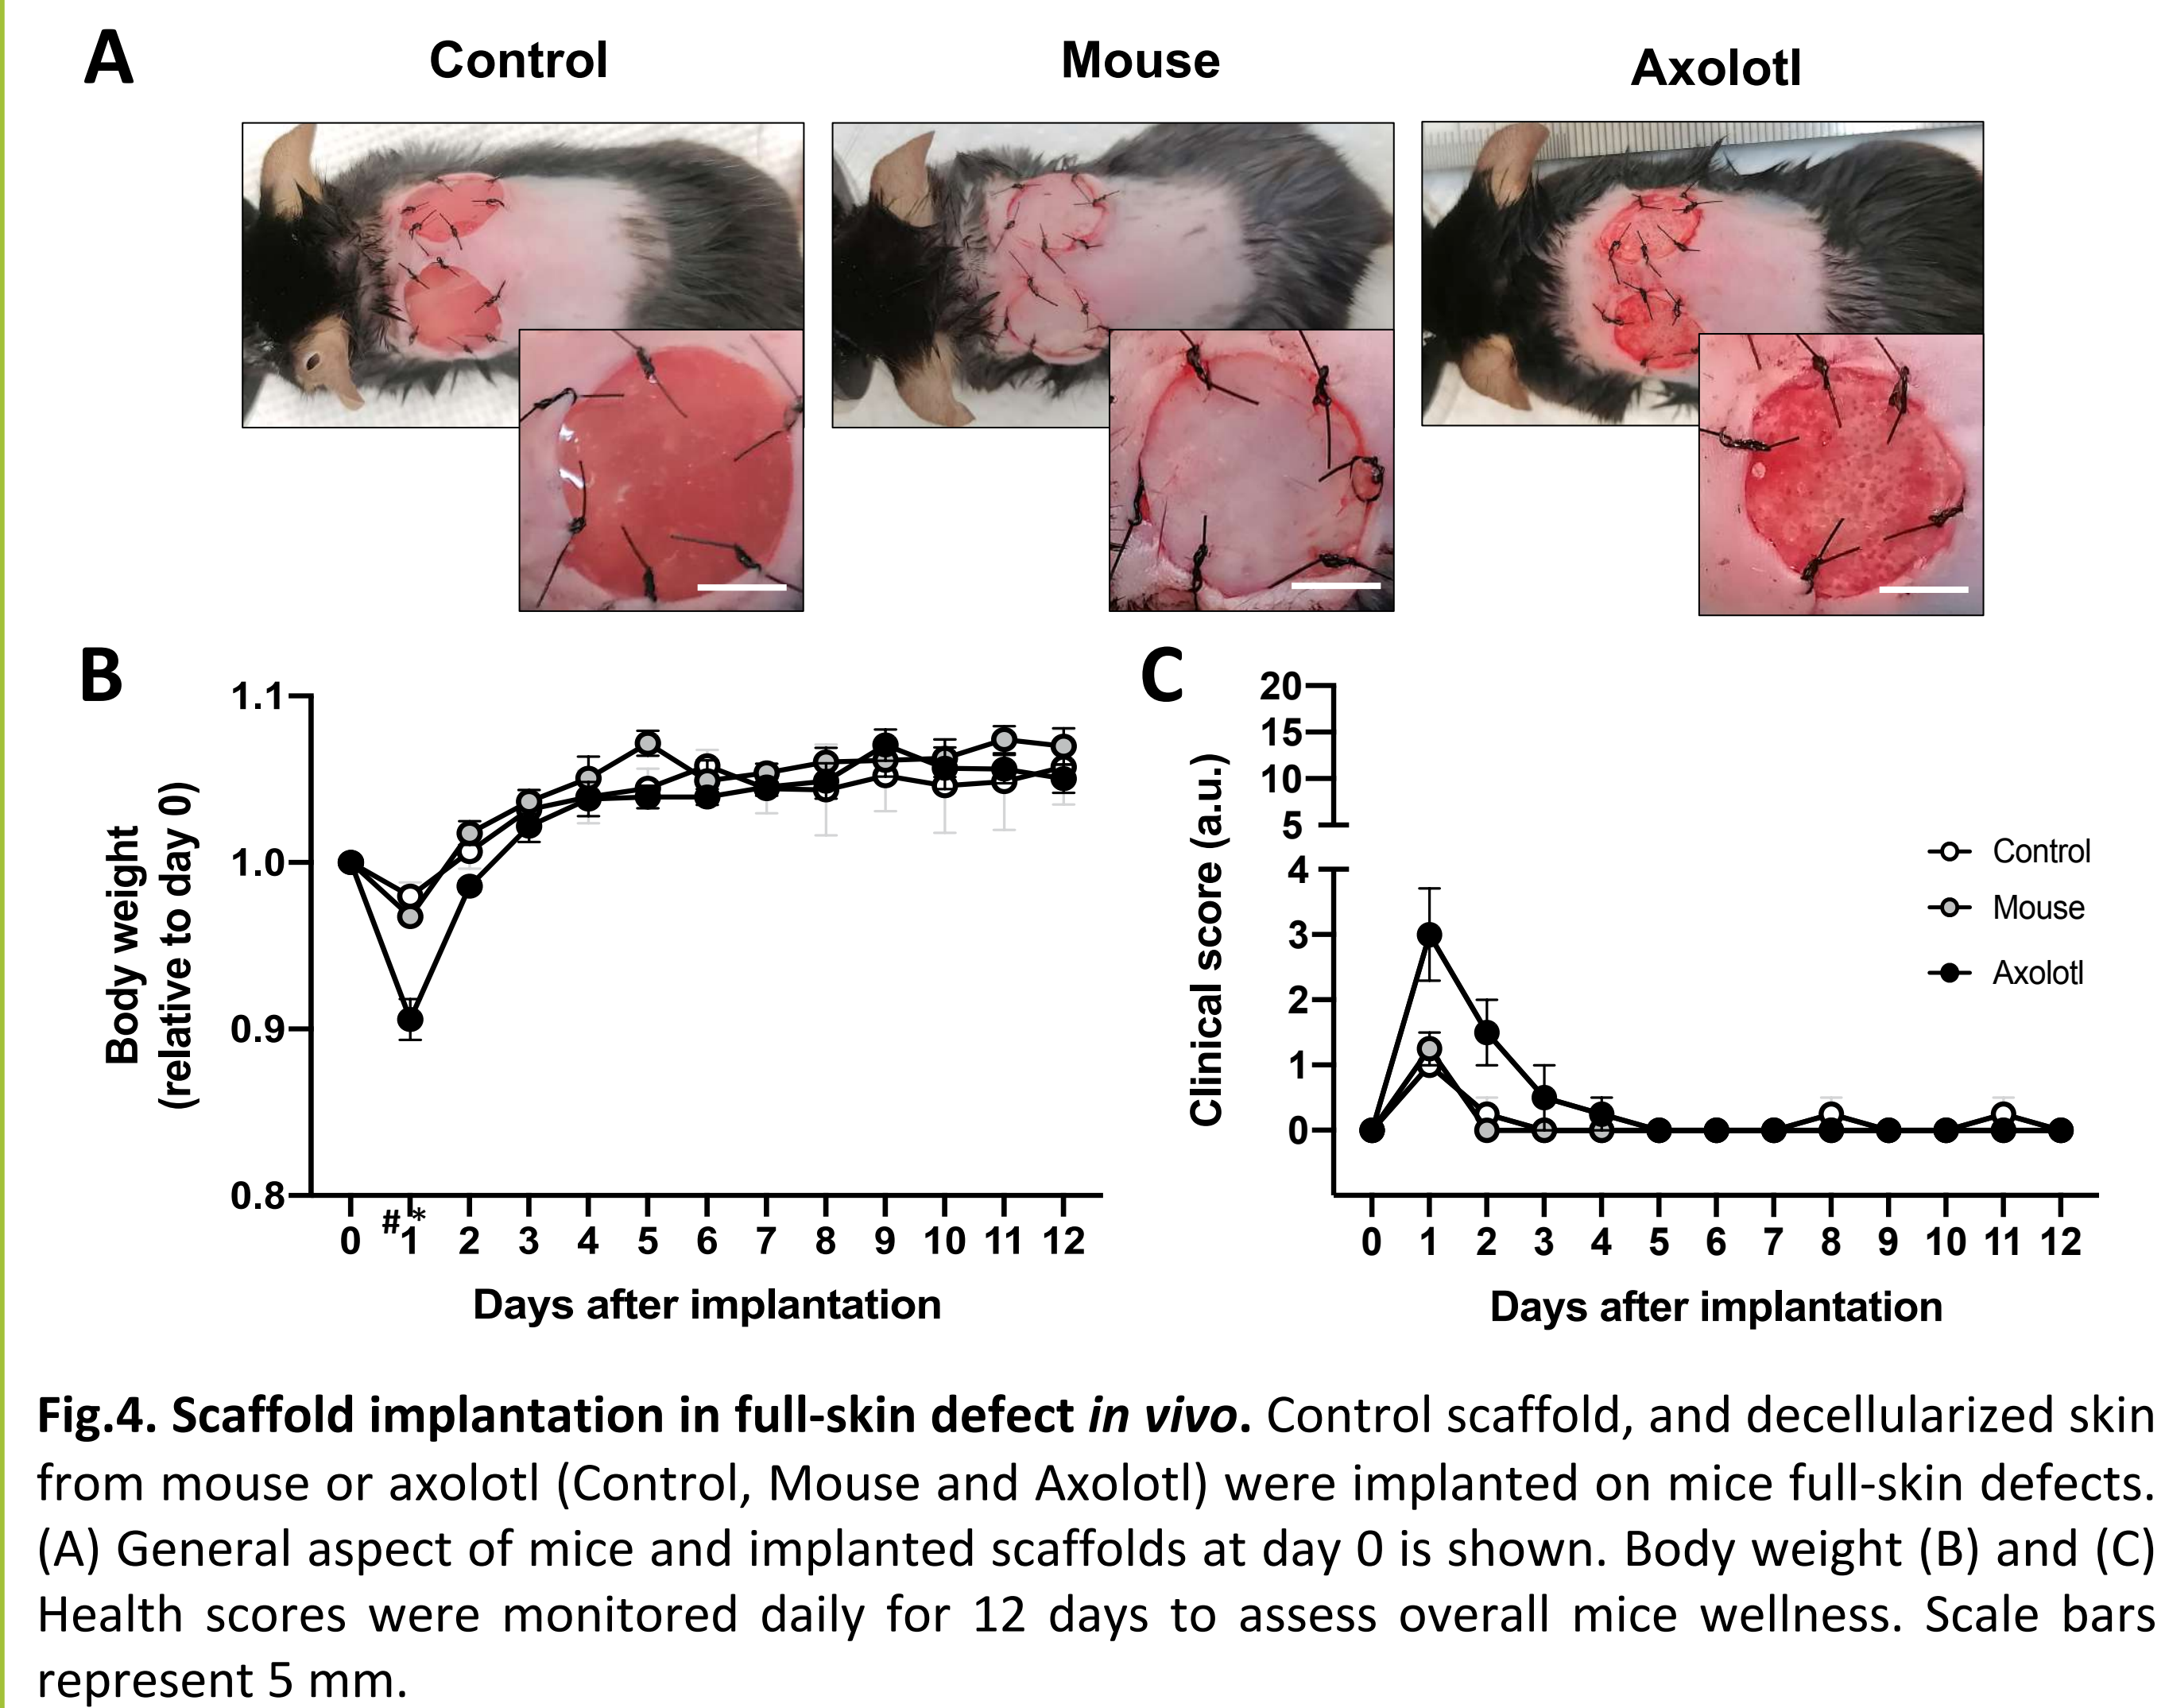 A
Control
Mouse
Axolotl
B
1.1
1.0
0.9
0.8
Body weight
(relative to day 0)
# *
0 1 2 3 4 5 6 7 8 9 10 11 12
Days after implantation
C
20
15
10
5
4
3
2
1
0
Clinical score (a.u.)
Control
Mouse
Axolotl
0 1 2 3 4 5 6 7 8 9 10 11 12
Days after implantation
Fig.4. Scaffold implantation in full-skin defect in vivo. Control scaffold, and decellularized skin
from mouse or axolotl (Control, Mouse and Axolotl) were implanted on mice full-skin defects.
(A) General aspect of mice and implanted scaffolds at day 0 is shown. Body weight (B) and (C)
Health scores were monitored daily for 12 days to assess overall mice wellness. Scale bars
represent 5 mm.